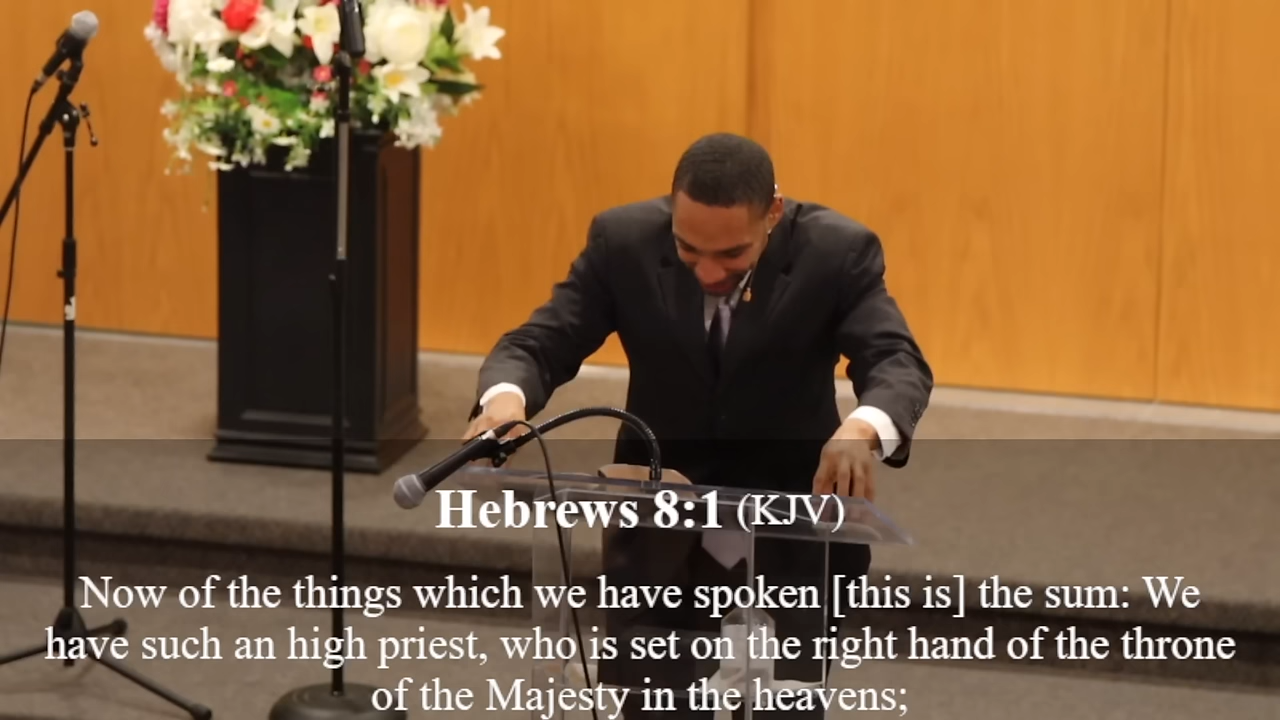 Hebrews 8:1 (KJV)
Now of the things which we have spoken [this is] the sum: We
have such an high priest, who is set on the right hand of the throne
of the Majesty in the heavens;